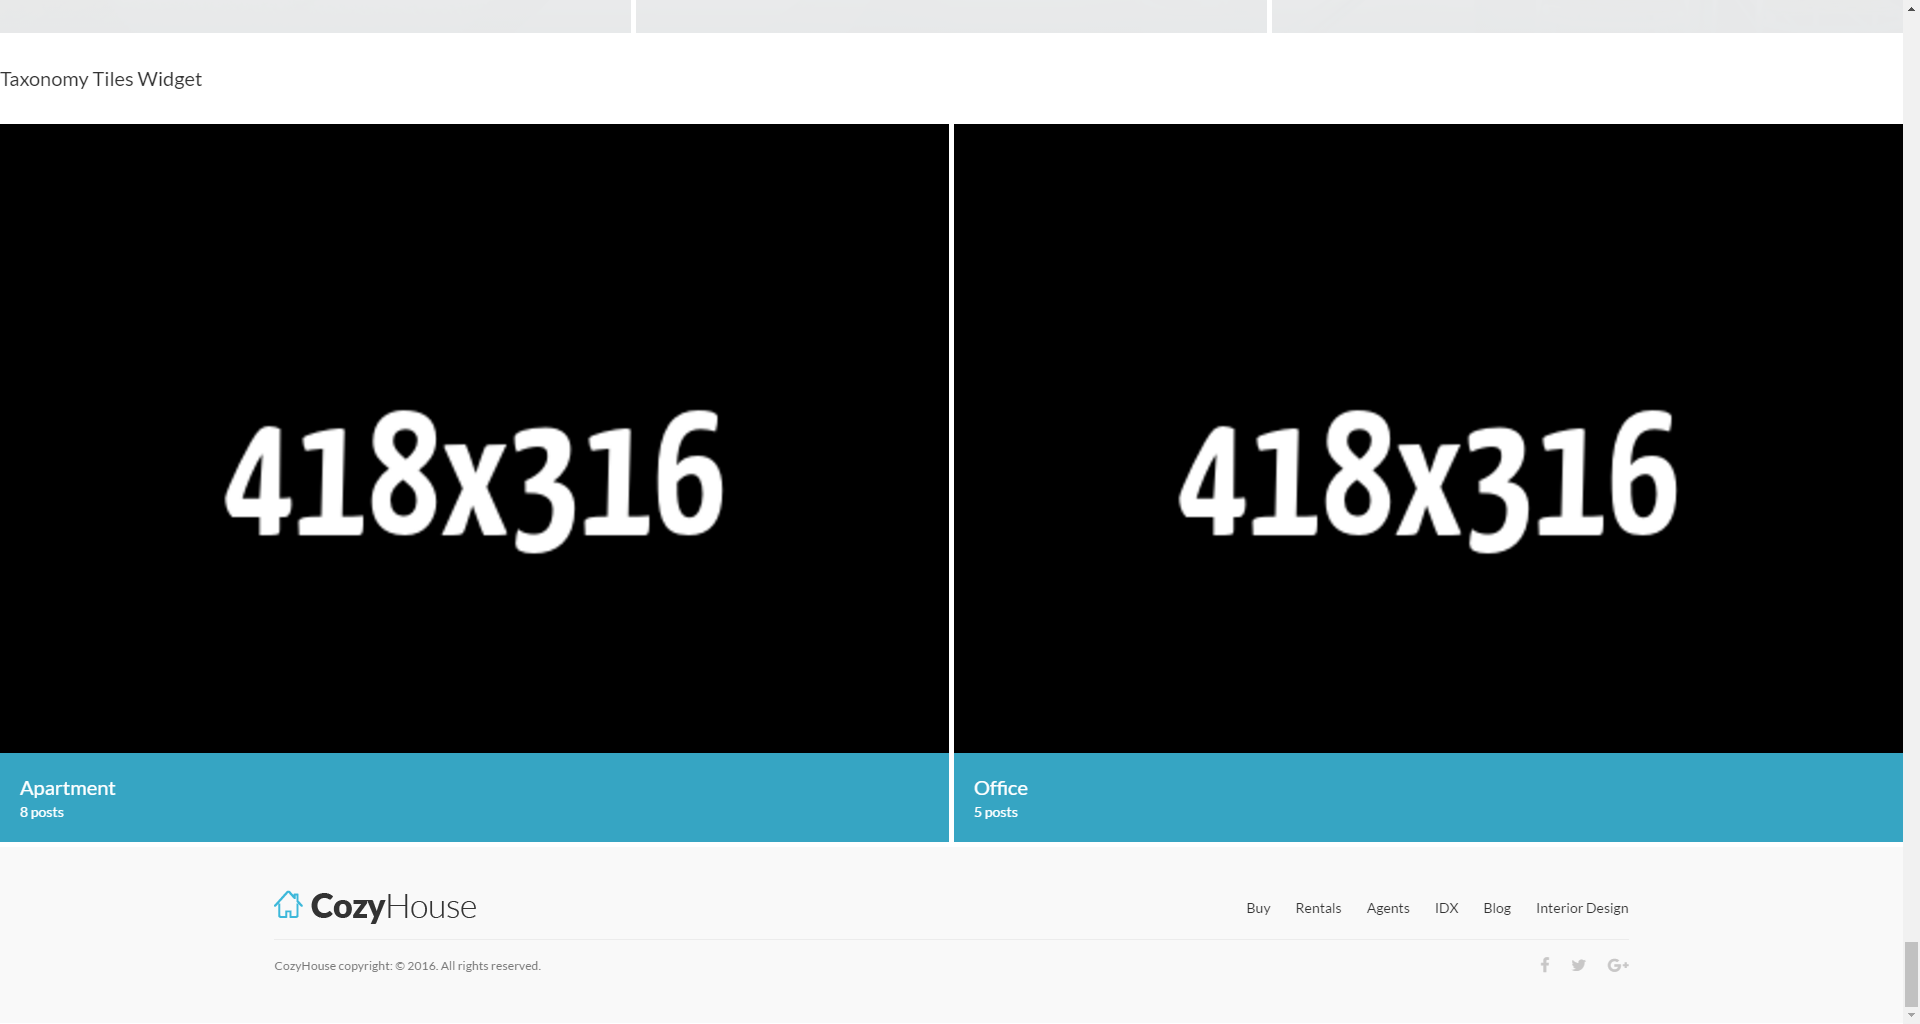 Taxonomy Tiles Widget
418x316
418x316
Apartment
8 posts
Office
5 posts
CozyHouse
Buy Rentals Agents IDX Blog Interior Design
CozyHouse copyright: © 2016. All rights reserved.